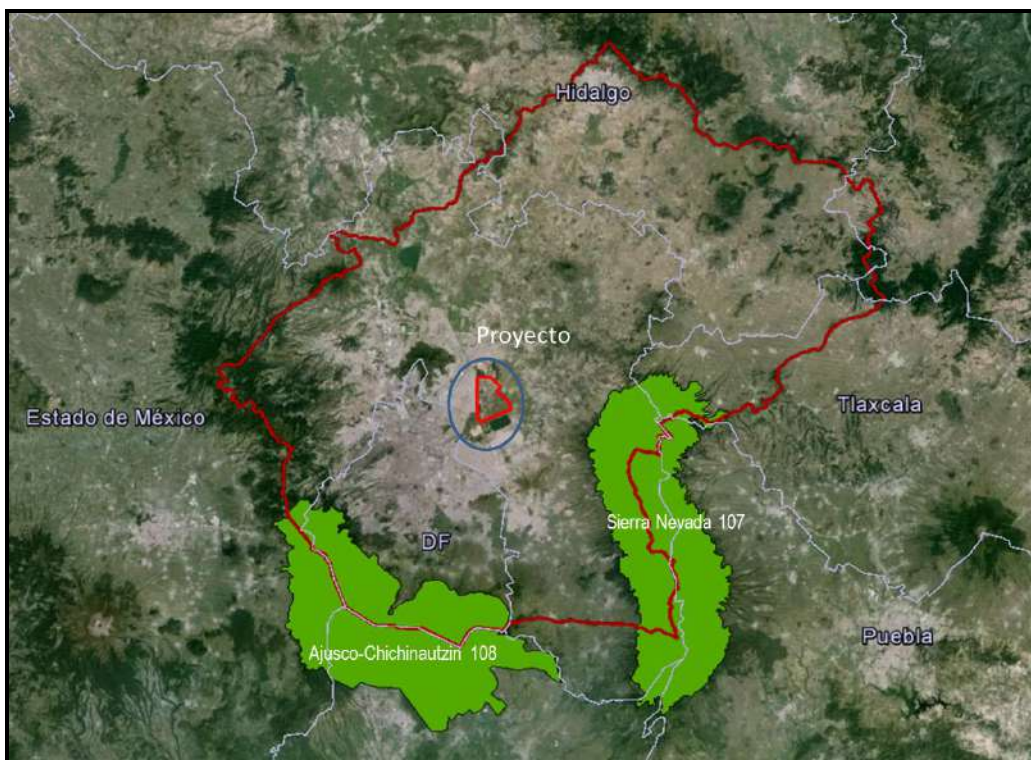 Hidalgo
Proyecto
Estado de México
Tlaxcala
Sierra Nevada 107
DF
Puebla
Ajusco-Chichinautzin 108